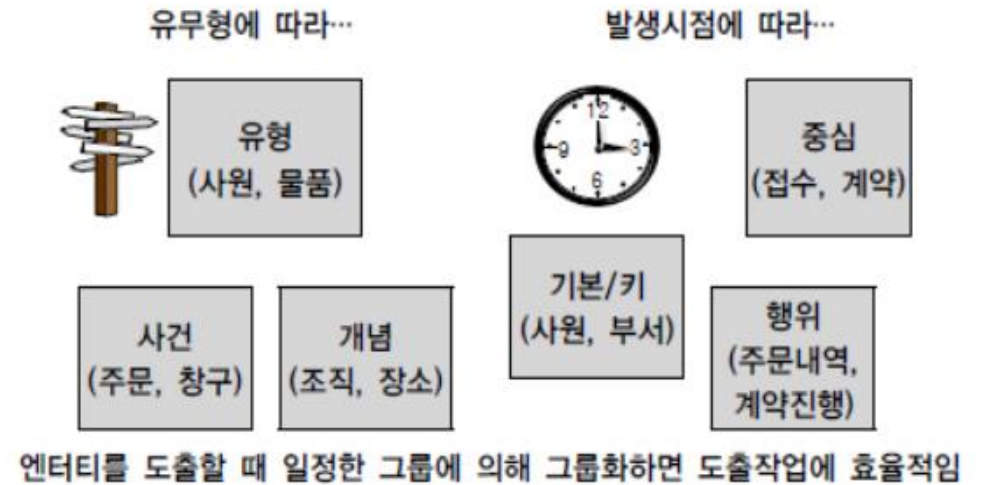 유무형에 따라…
발생시점에 따라…
유형
(사원, 물품)
사건
(주문, 창구)
개념
(조직, 장소)
12
3
6
9
기본/키
(사원, 부서)
중심
(접수, 계약)
행위
(주문내역,
계약진행)
엔터티를 도출할 때 일정한 그룹에 의해 그룹화하면 도출작업에 효율적임